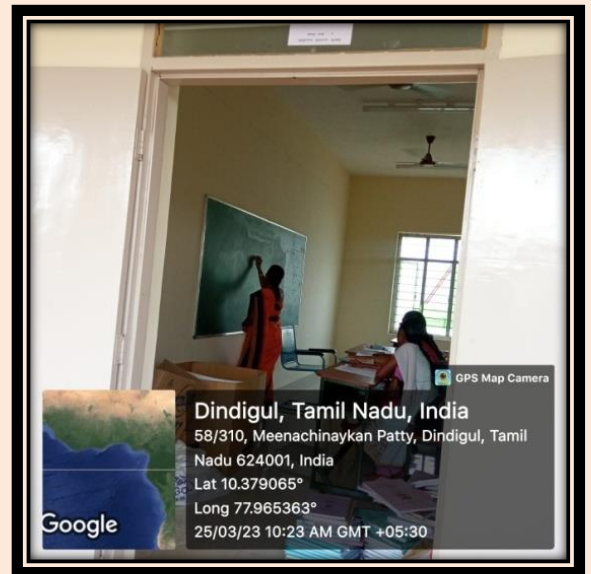 GPS Map Camera
Dindigul, Tamil Nadu, India
58/310, Meenachinaykan Patty, Dindigul, Tamil
Nadu 624001, India
Lat 10.379065°
Long 77.965363°
25/03/23 10:23 AM GMT +05:30
Google